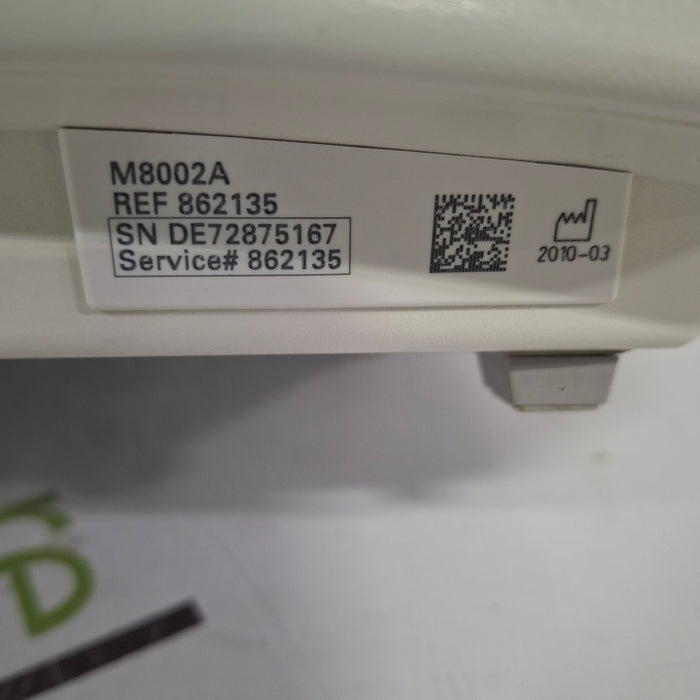 M8002A
REF 862135
SN DE72875167
Service# 862135
2010-03